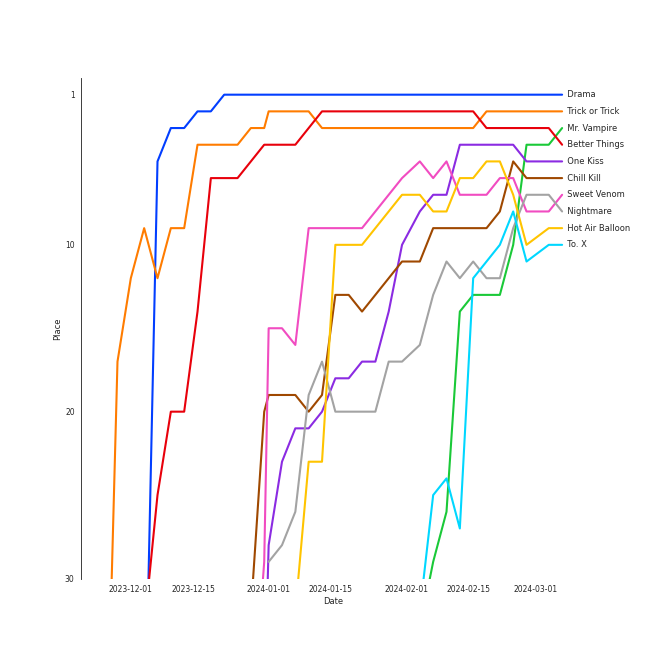 1
10
20
30
Place
2023-12-01
2023-12-15
2024-01-01
2024-01-15
2024-02-01
2024-02-15
2024-03-01
Date
Drama
Trick or Trick
Mr. Vampire
Better Things
One Kiss
Chill Kill
Sweet Venom
Nightmare
Hot Air Balloon
To. X